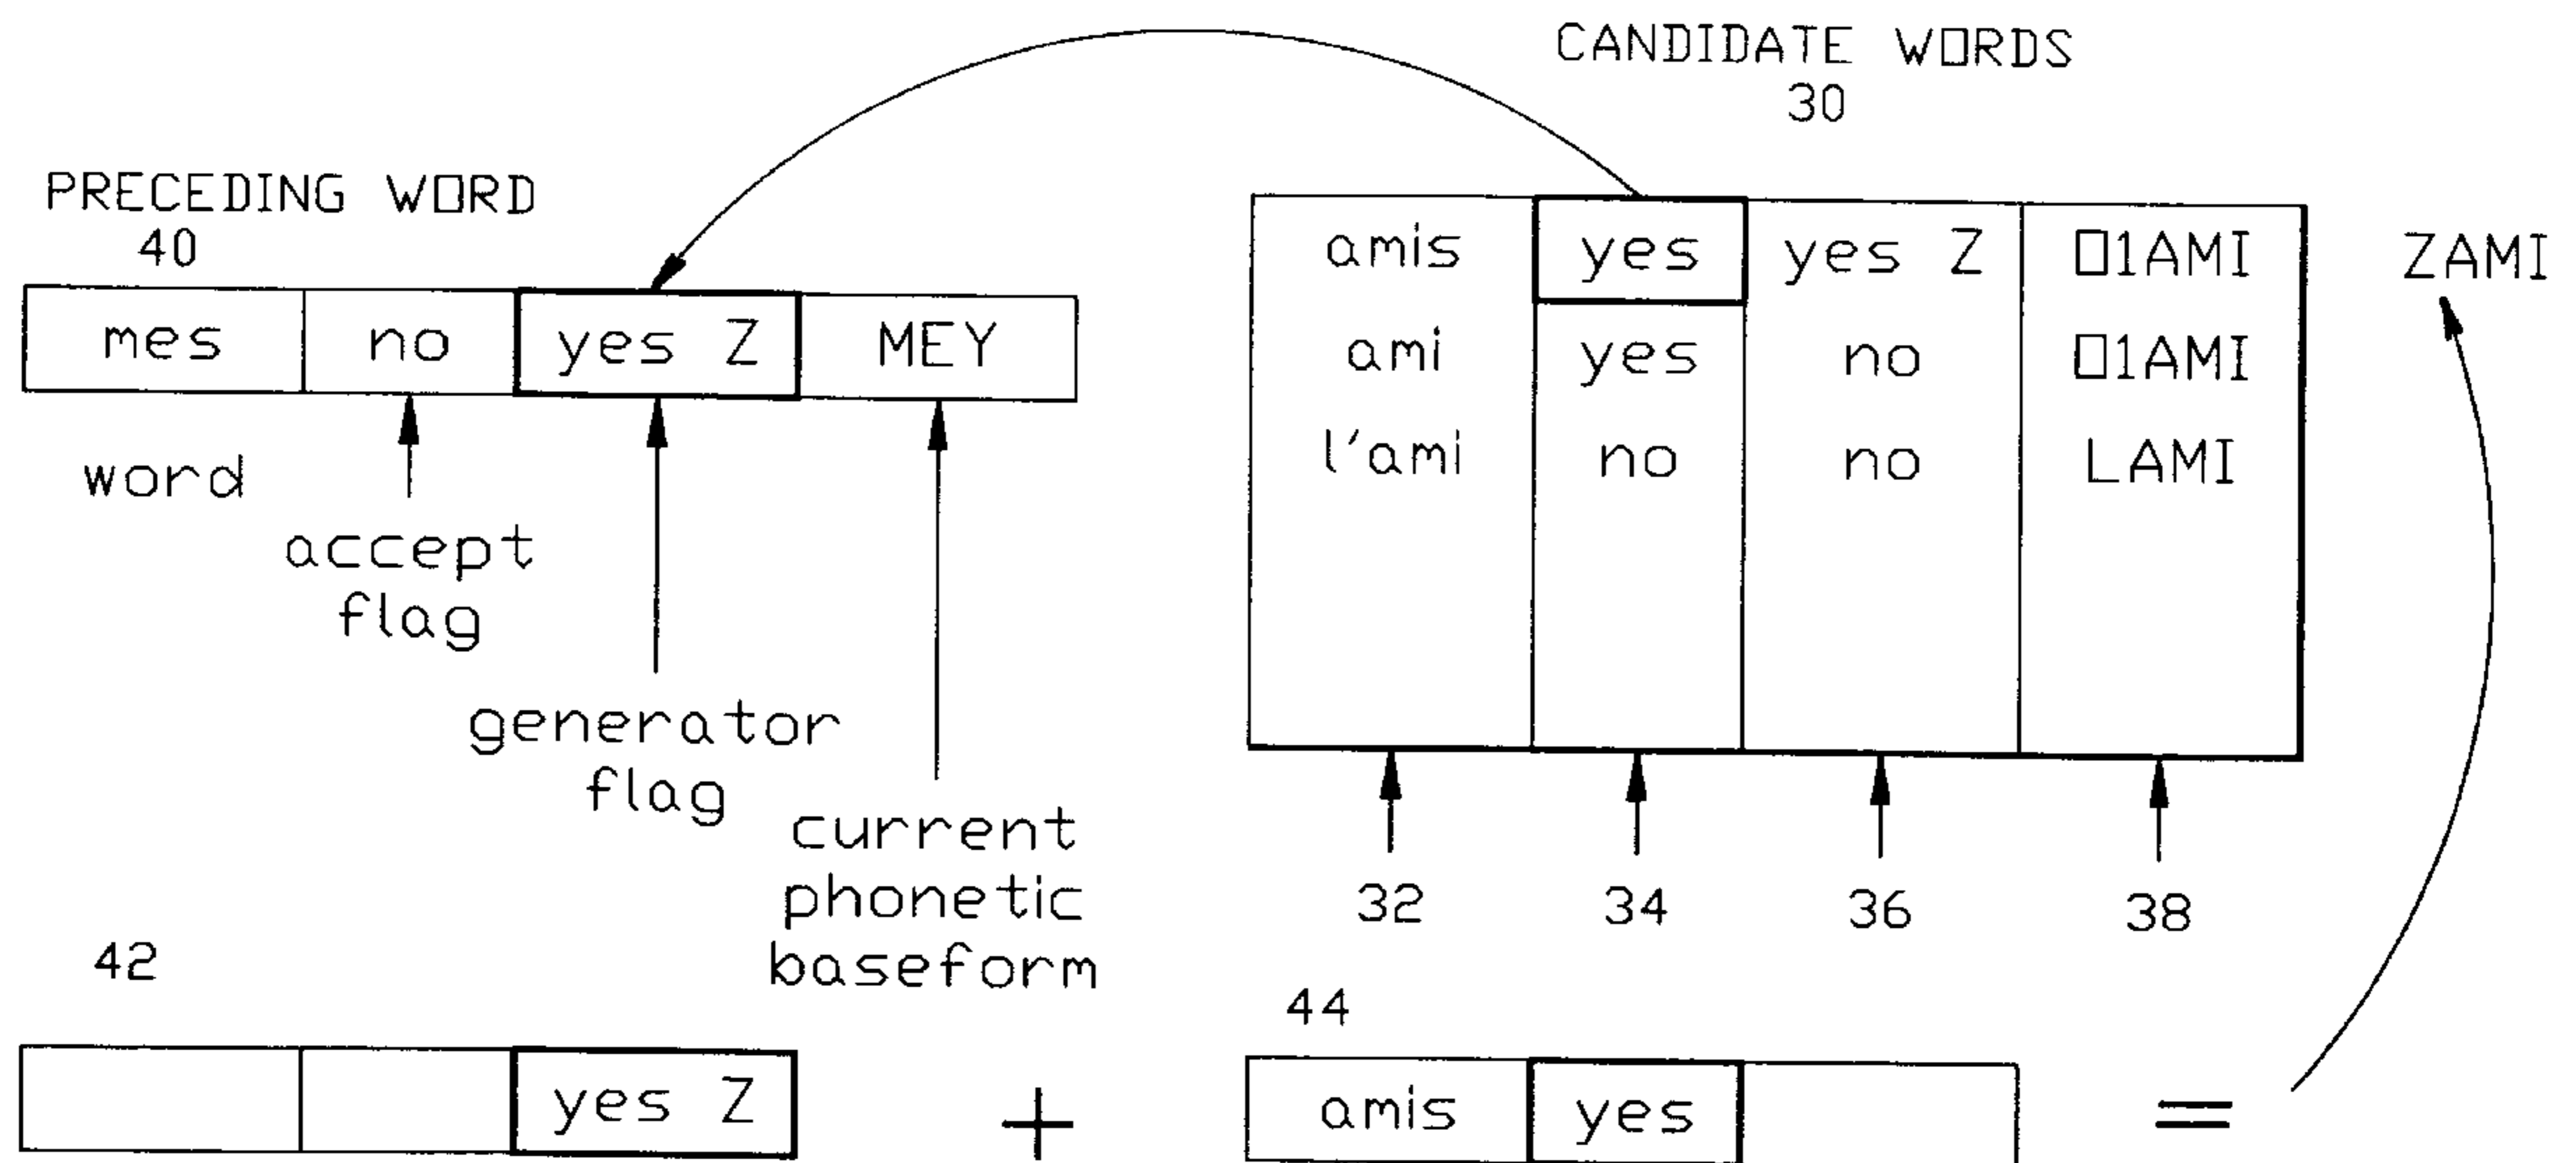 CANDIDATE WORDS
30
PRECEDING WORD
40
mes no yes Z MEY
word
accept
flag
generator
flag
current
phonetic
baseform
amis yes yes Z O1AMI
ami yes no O1AMI
l'ami no no LAMI
ZAMI
32 34 36 38
42
yes Z
+
44
amis yes
=